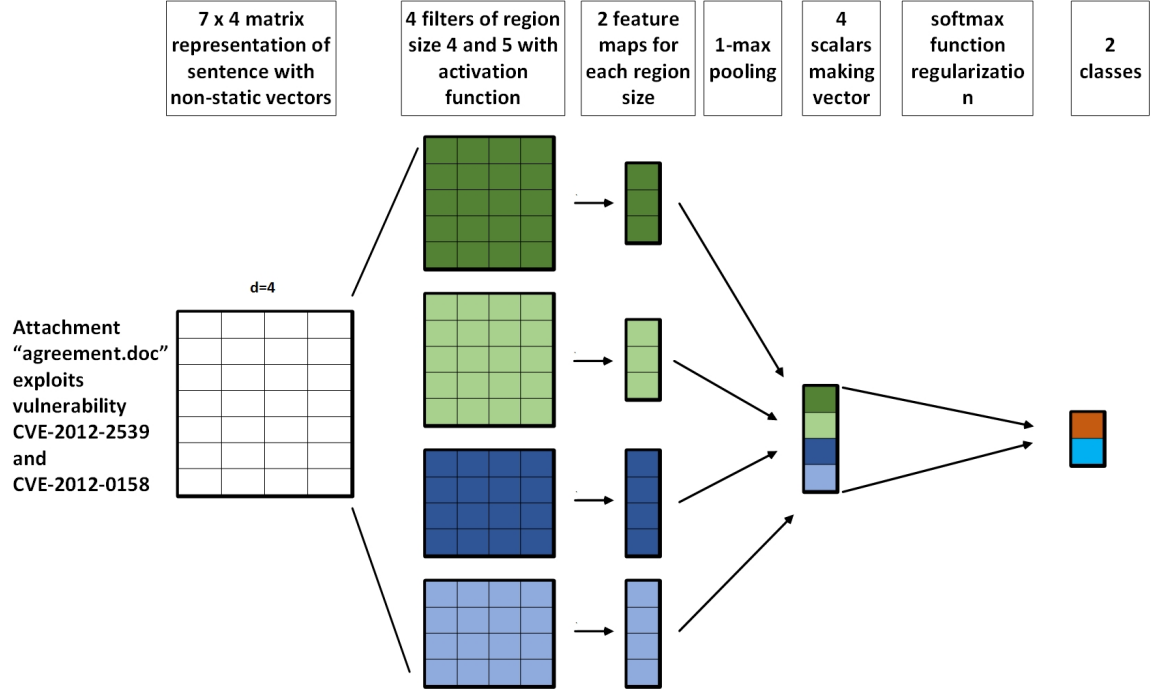 7 x 4 matrix
representation of
sentence with
non-static vectors
4 filters of region
size 4 and 5 with
activation
function
2 feature
maps for
each region
size
1-max
pooling
4
scalars
making
vector
softmax
function
regularizatio
n
2
classes
d=4
Attachment
“agreement.doc”
exploits
vulnerability
CVE-2012-2539
and
CVE-2012-0158